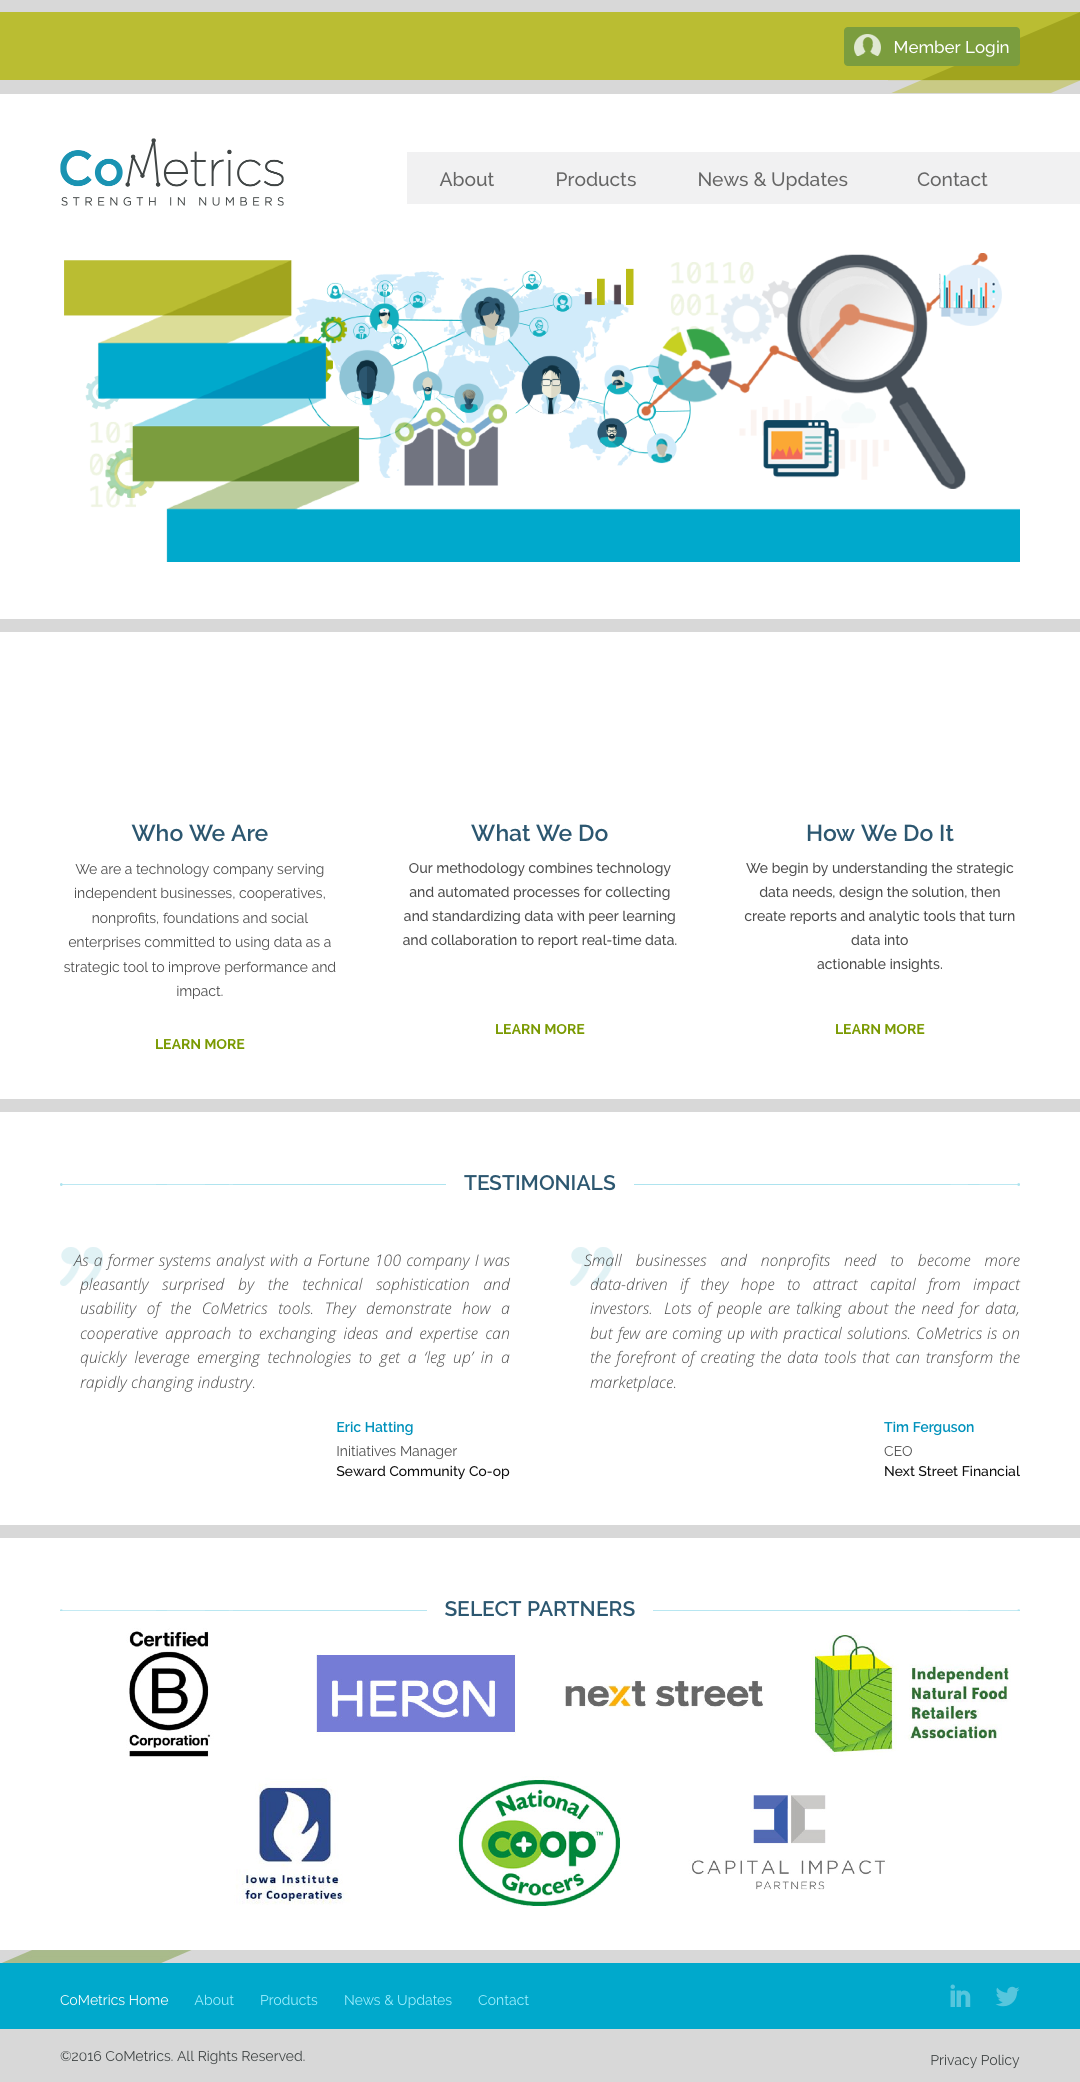 Member Login
CoMetrics
STRENGTH IN NUMBERS
About Products News & Updates Contact
10110
001
101
0
101
Who We Are
We are a technology company serving
independent businesses, cooperatives,
nonprofits, foundations and social
enterprises committed to using data as a
strategic tool to improve performance and
impact.
LEARN MORE
What We Do
Our methodology combines technology
and automated processes for collecting
and standardizing data with peer learning
and collaboration to report real-time data.
LEARN MORE
How We Do It
We begin by understanding the strategic
data needs, design the solution, then
create reports and analytic tools that turn
data into
actionable insights.
LEARN MORE
TESTIMONIALS
As a former systems analyst with a Fortune 100 company I was
pleasantly surprised by the technical sophistication and
usability of the CoMetrics tools. They demonstrate how a
cooperative approach to exchanging ideas and expertise can
quickly leverage emerging technologies to get a ‘leg up’ in a
rapidly changing industry.
Eric Hatting
Initiatives Manager
Seward Community Co-op
Small businesses and nonprofits need to become more
data-driven if they hope to attract capital from impact
investors. Lots of people are talking about the need for data,
but few are coming up with practical solutions. CoMetrics is on
the forefront of creating the data tools that can transform the
marketplace.
Tim Ferguson
CEO
Next Street Financial
SELECT PARTNERS
Certified
B
Corporation
HERON
next street
Independent
Natural Food
Retailers
Association
Iowa Institute
for Cooperatives
National
coop™
Grocers
CAPITAL IMPACT
PARTNERS
CoMetrics Home About Products News & Updates Contact
in
©2016 CoMetrics. All Rights Reserved.
Privacy Policy